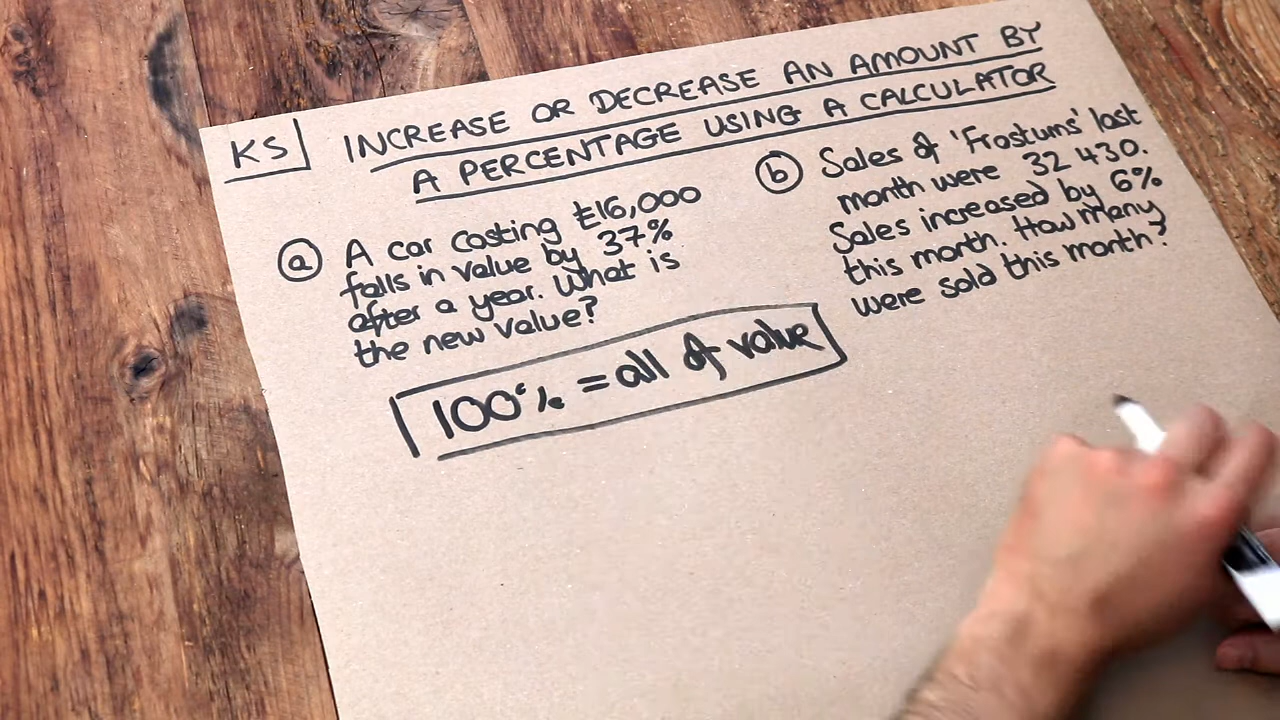 KS
INCREASE OR DECREASE AN AMOUNT BY
A PERCENTAGE USING A CALCULATOR
a A car costing £16,000
falls in value by 37%
after a year. What is
the new value?
b Sales of 'Frostums' last
month were 32 430.
Sales increased by 6%
this month. How many
were sold this month?
100% = all of value